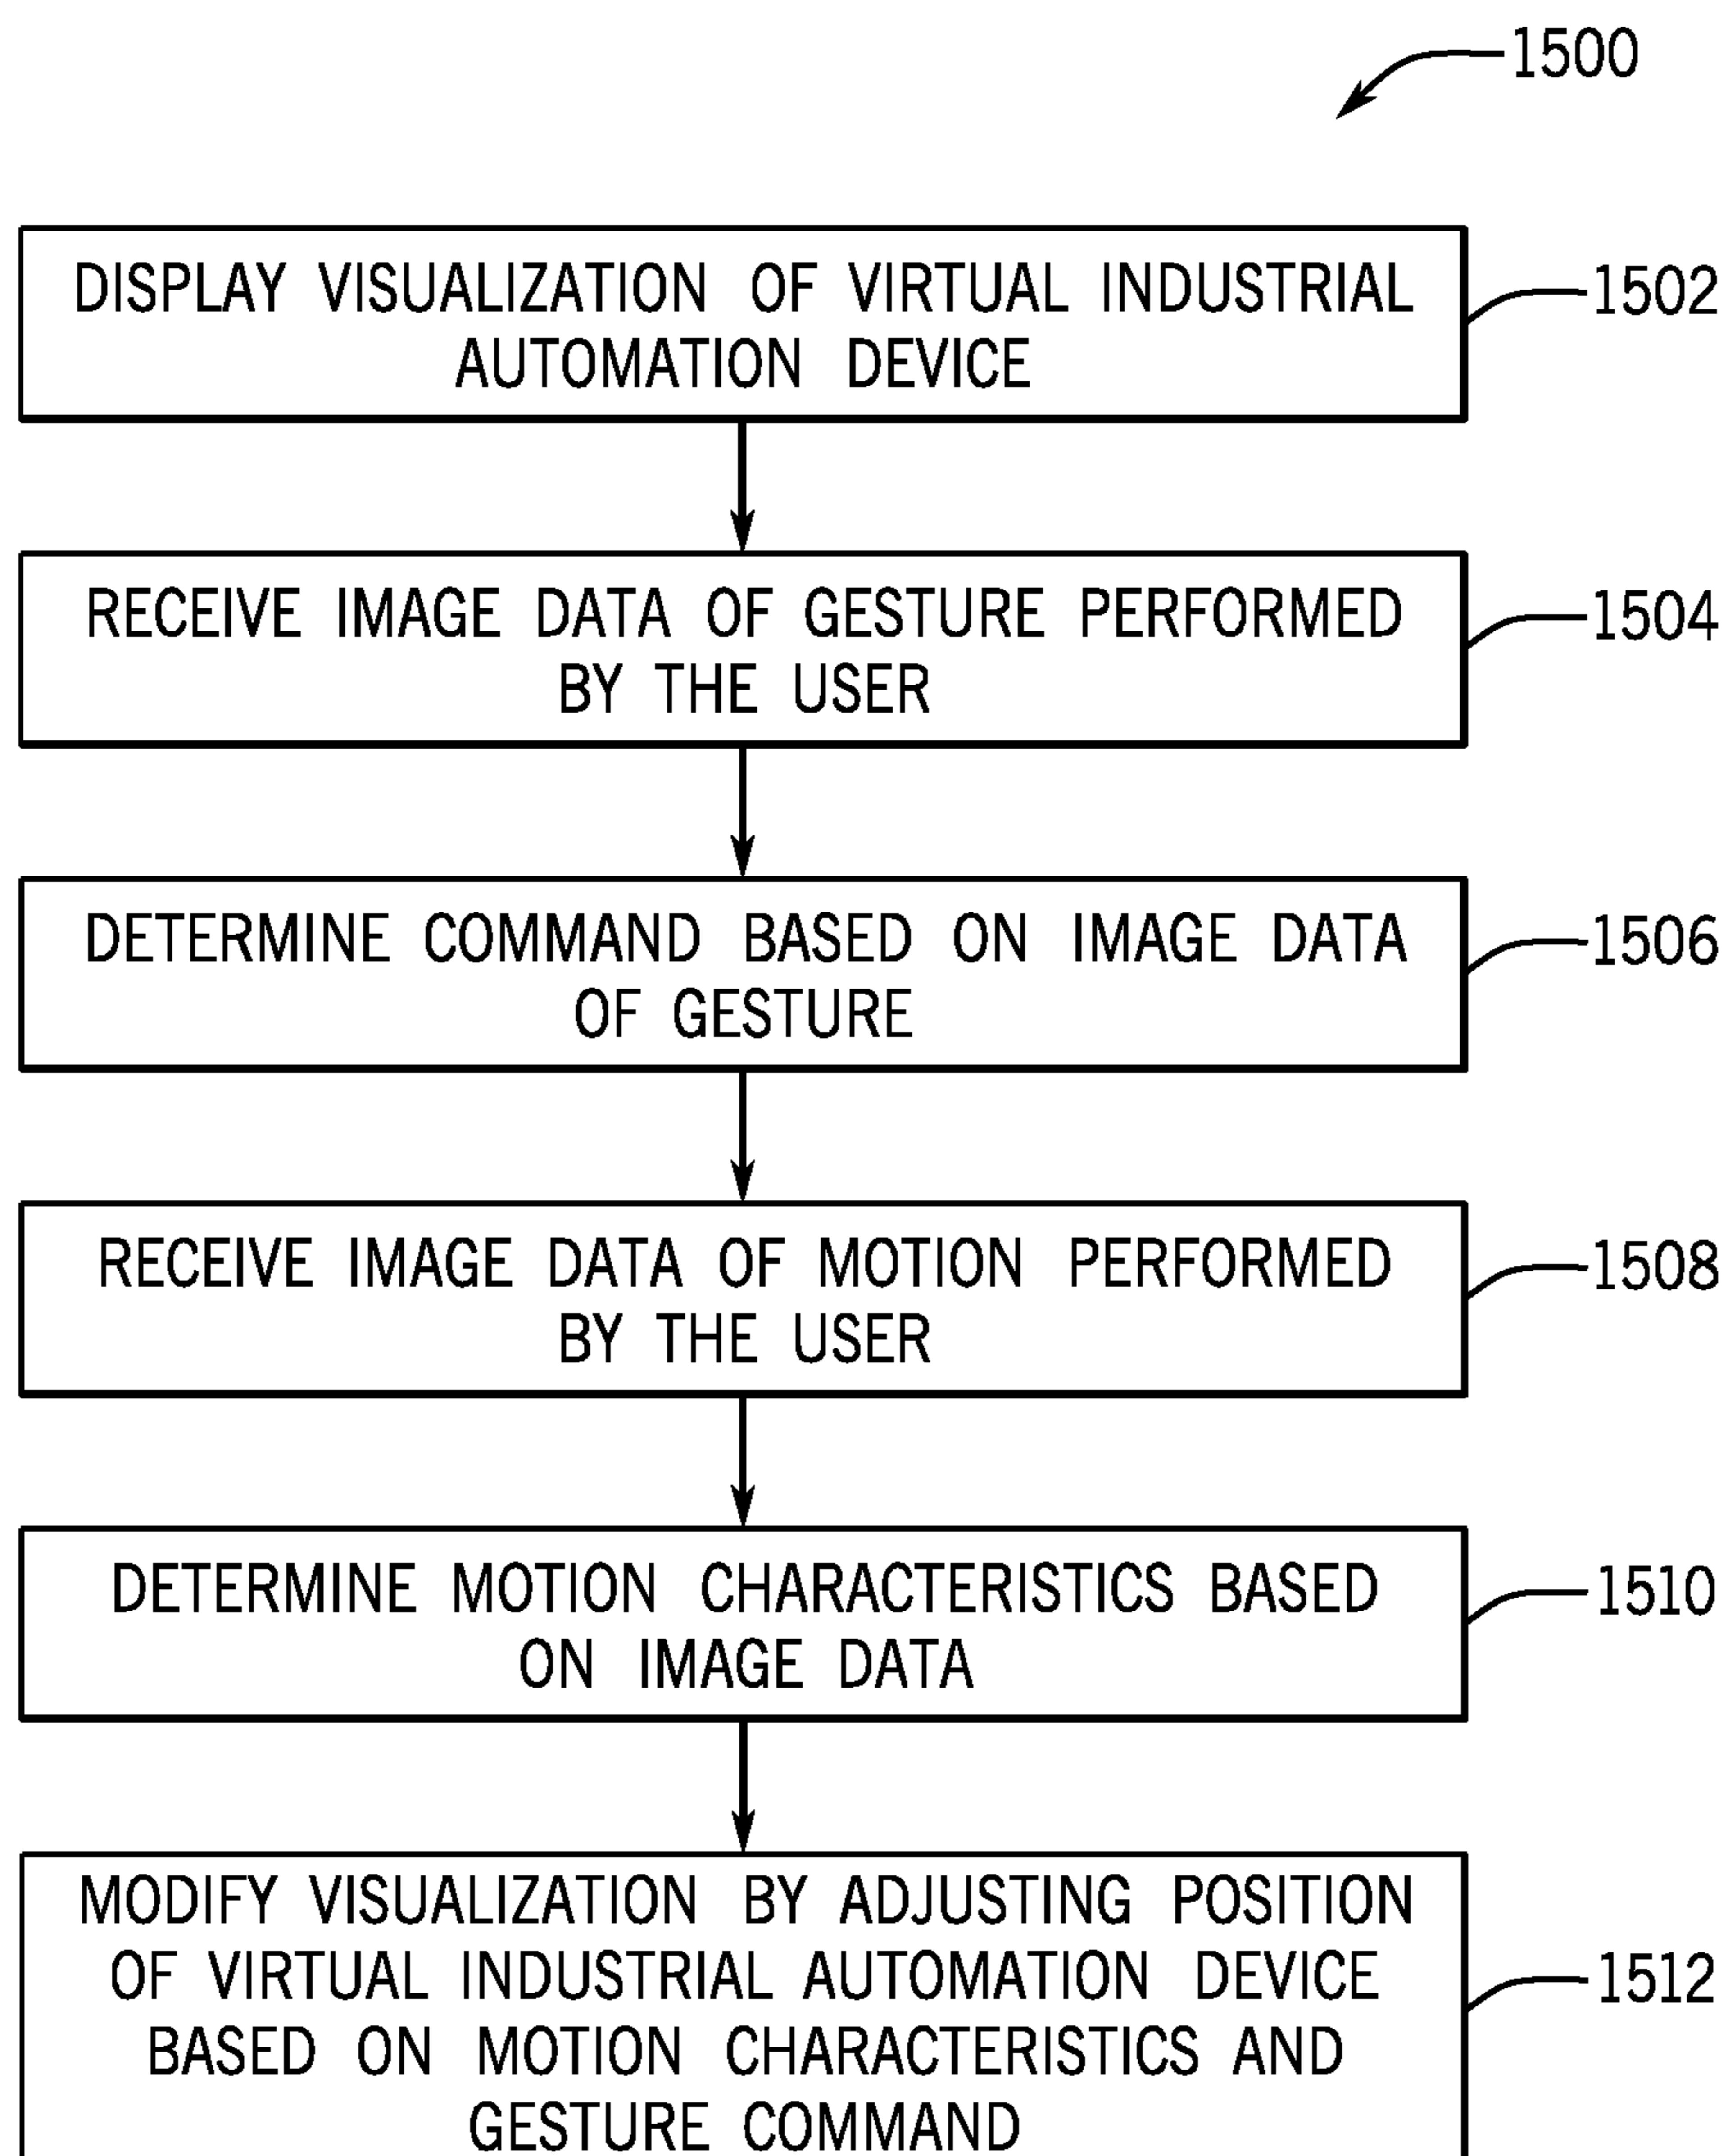 1500
DISPLAY VISUALIZATION OF VIRTUAL INDUSTRIAL
AUTOMATION DEVICE
1502
RECEIVE IMAGE DATA OF GESTURE PERFORMED
BY THE USER
1504
DETERMINE COMMAND BASED ON IMAGE DATA
OF GESTURE
1506
RECEIVE IMAGE DATA OF MOTION PERFORMED
BY THE USER
1508
DETERMINE MOTION CHARACTERISTICS BASED
ON IMAGE DATA
1510
MODIFY VISUALIZATION BY ADJUSTING POSITION
OF VIRTUAL INDUSTRIAL AUTOMATION DEVICE
BASED ON MOTION CHARACTERISTICS AND
GESTURE COMMAND
1512